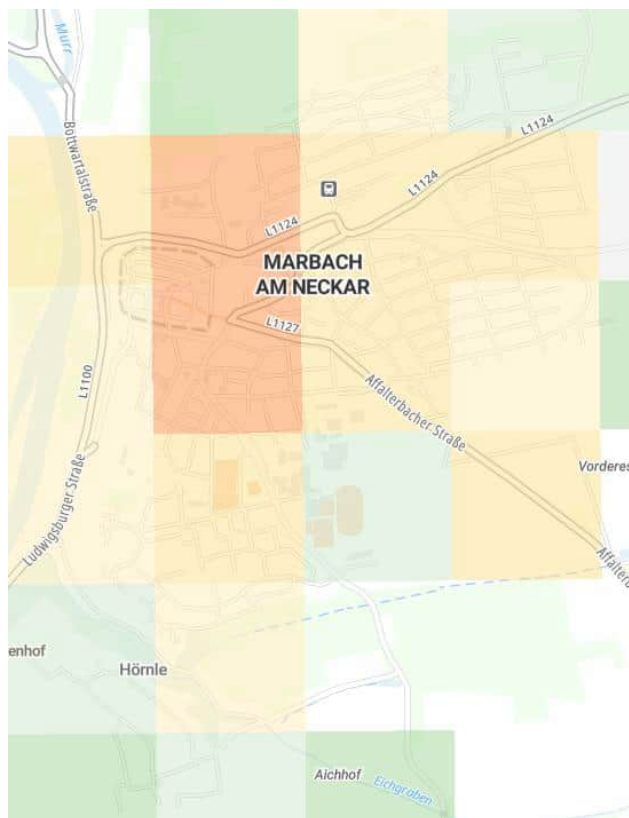 Murr
Bottwartalstraße
L1124
L1124
L1124
MARBACH
AM NECKAR
L1127
L1100
Affalterbacher Straße
Ludwigsburger Straße
Vorderes
Affalterb
enhof
Hörnle
Aichhof
Eichgraben